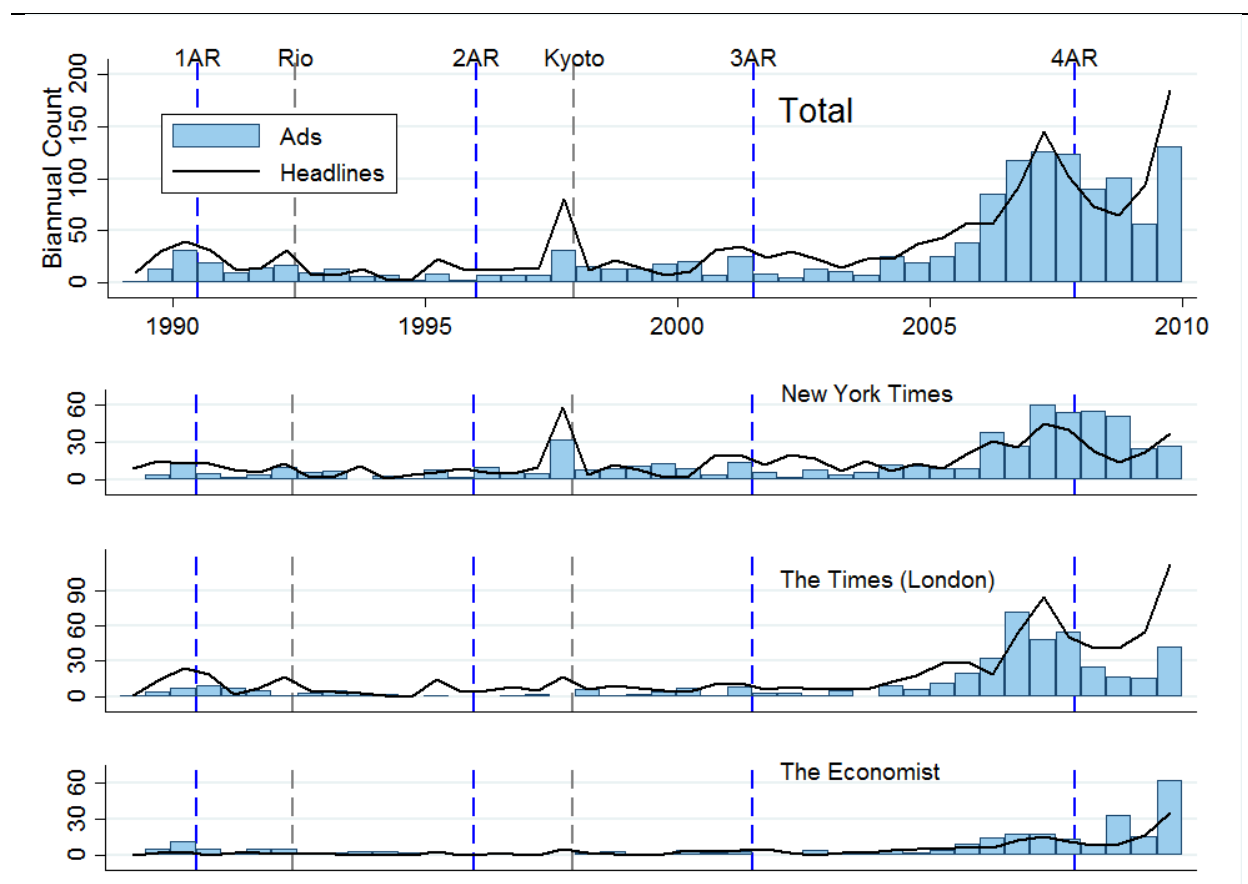 1AR Rio 2AR Kyoto 3AR 4AR
Total
Ads
Headlines
Biannual Count
200
150
100
50
0
1990 1995 2000 2005 2010
New York Times
60
30
0
The Times (London)
90
60
30
0
The Economist
60
30
0